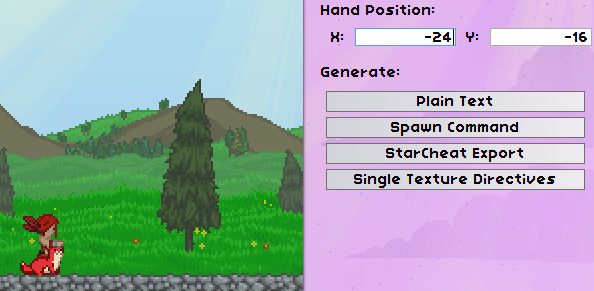 Hand Position:
X: -24 Y: -16
Generate:
Plain Text
Spawn Command
StarCheat Export
Single Texture Directives